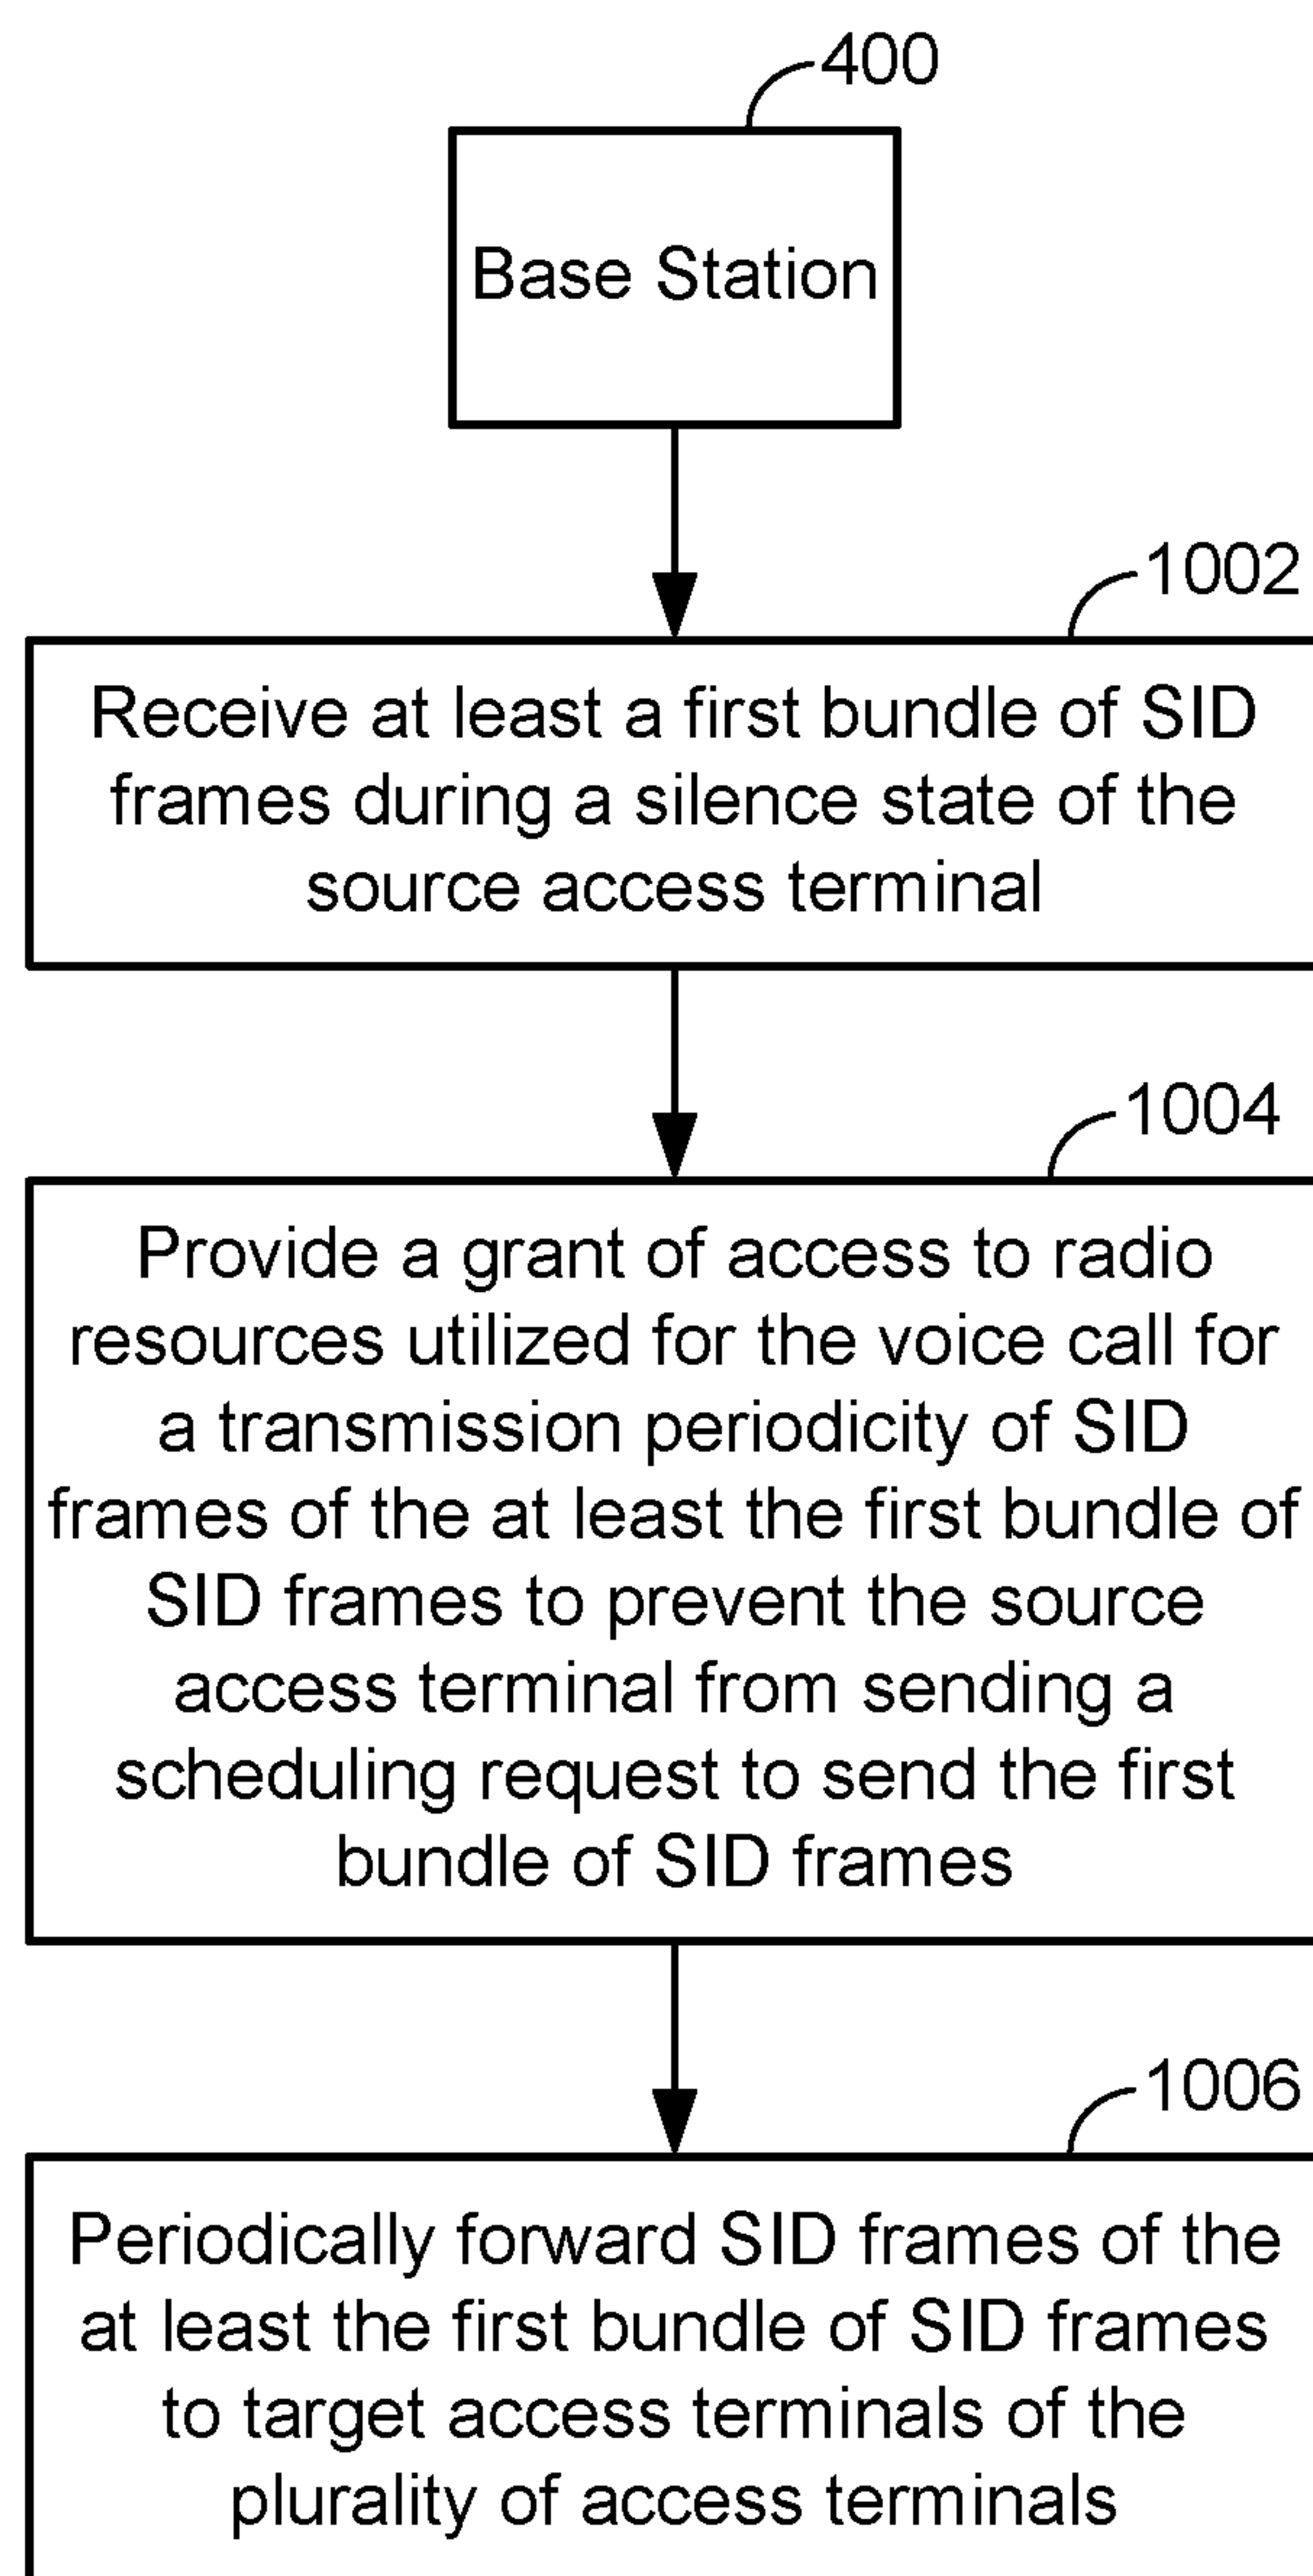 400
Base Station
1002
Receive at least a first bundle of SID
frames during a silence state of the
source access terminal
1004
Provide a grant of access to radio
resources utilized for the voice call for
a transmission periodicity of SID
frames of the at least the first bundle of
SID frames to prevent the source
access terminal from sending a
scheduling request to send the first
bundle of SID frames
1006
Periodically forward SID frames of the
at least the first bundle of SID frames
to target access terminals of the
plurality of access terminals